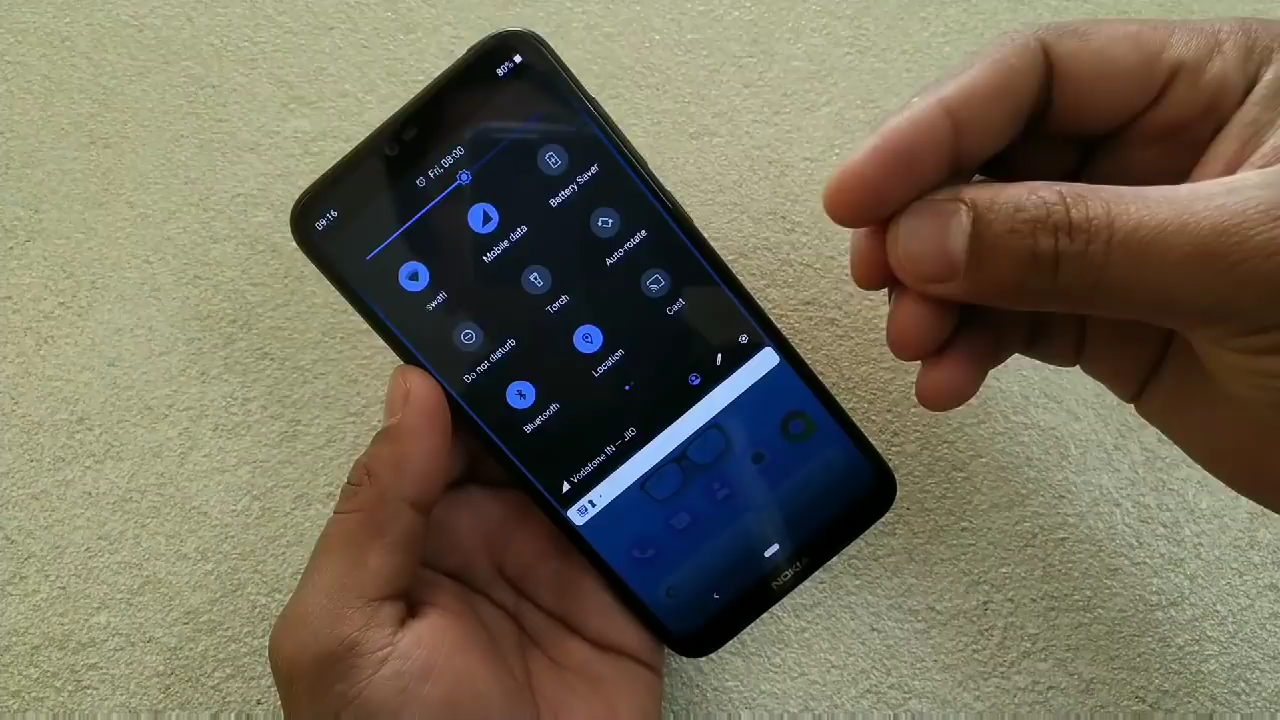 80%
09:16
Fri, 08:00
swati
Mobile data
Battery Saver
Do not disturb
Torch
Auto-rotate
Bluetooth
Location
Cast
Vodafone IN — JIO
NOKIA